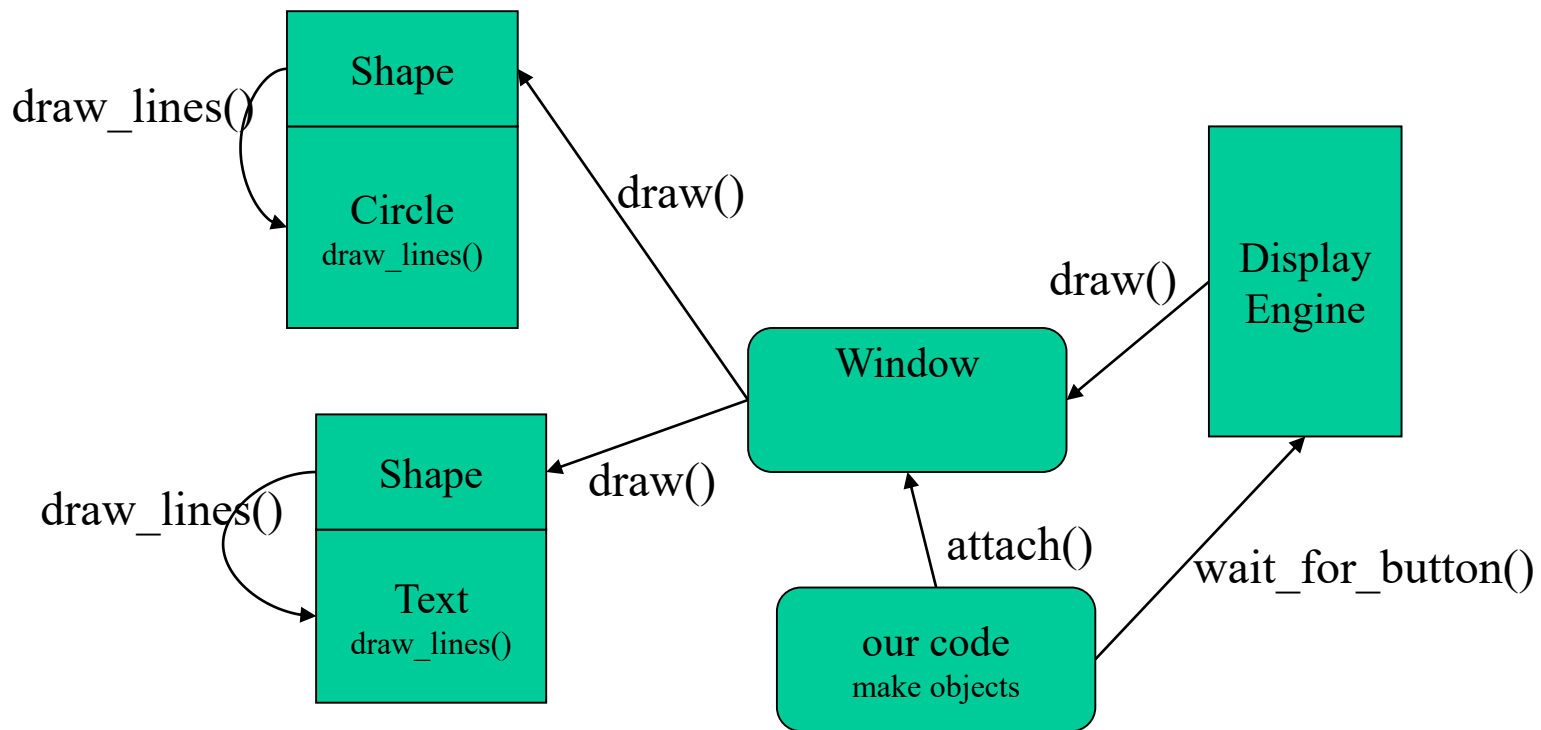 Shape
draw_lines()
Circle
draw_lines()
draw()
Display
Engine
draw()
Window
Shape
draw()
draw_lines()
attach()
wait_for_button()
Text
draw_lines()
our code
make objects